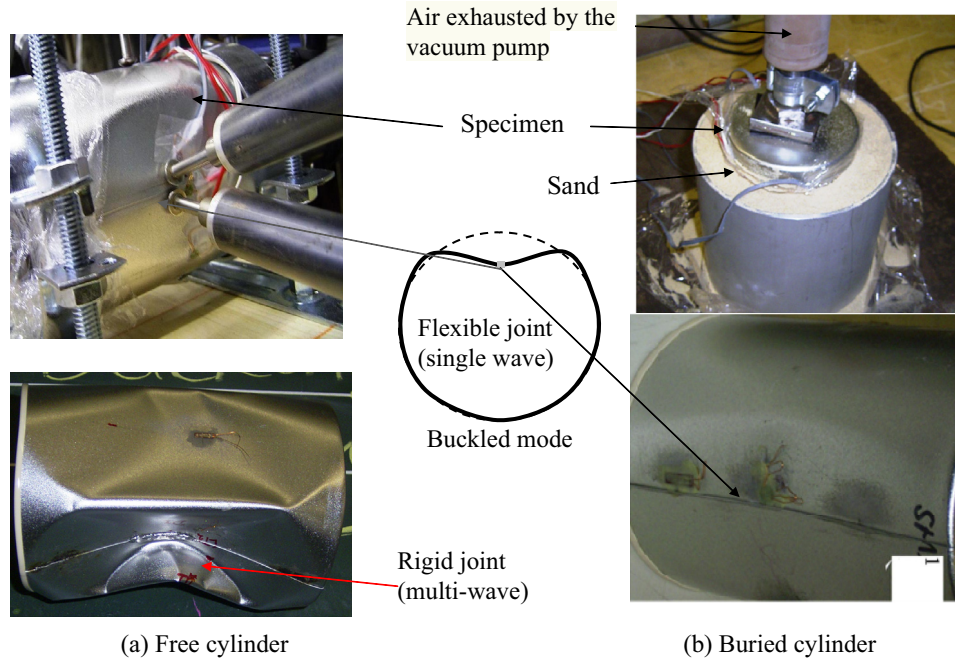 Air exhausted by the
vacuum pump
Specimen
Sand
Flexible joint
(single wave)
Buckled mode
Rigid joint
(multi-wave)
(a) Free cylinder
(b) Buried cylinder